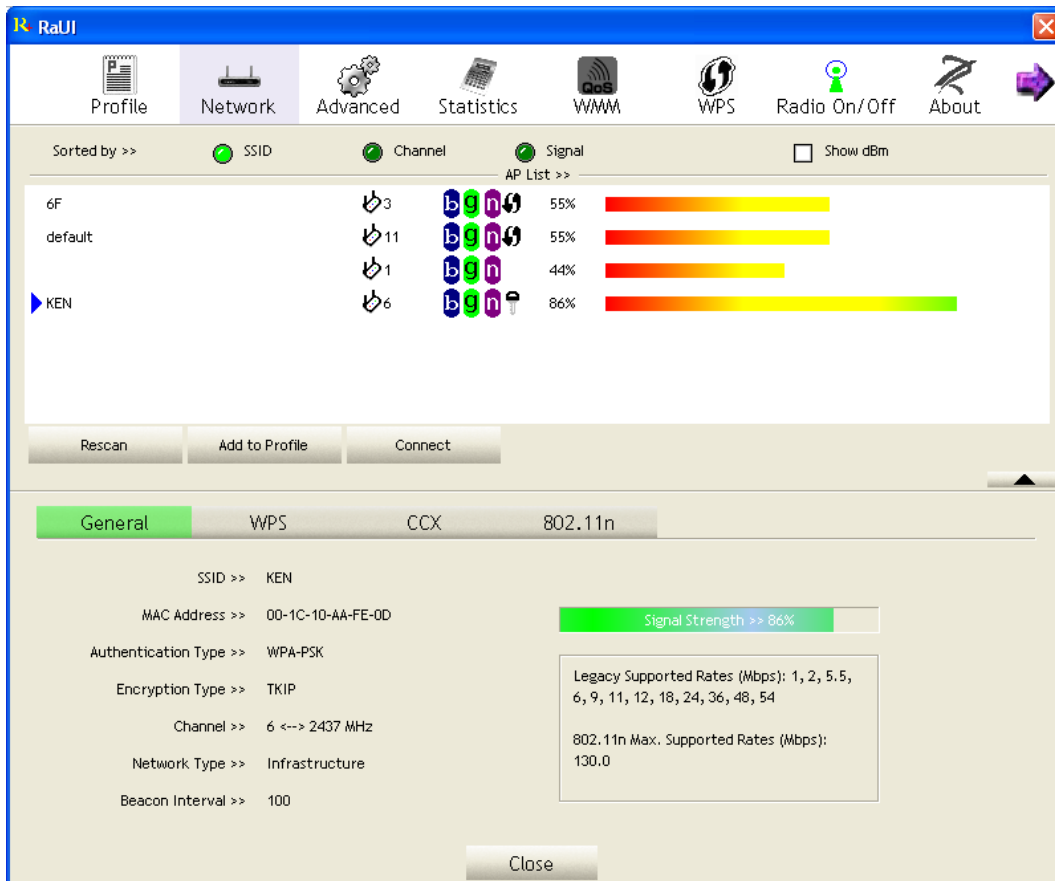 R RaUI
Profile Network Advanced Statistics WMM WPS Radio On/Off About
P
QoS
Sorted by >> SSID Channel Signal Show dBm
AP List >>
6F 3 b g n 55%
default 11 b g n 55%
1 b g n 44%
KEN 6 b g n 86%
Rescan Add to Profile Connect
General WPS CCX 802.11n
SSID >> KEN
MAC Address >> 00-1C-10-AA-FE-0D
Authentication Type >> WPA-PSK
Encryption Type >> TKIP
Channel >> 6 <--> 2437 MHz
Network Type >> Infrastructure
Beacon Interval >> 100
Signal Strength >> 86%
Legacy Supported Rates (Mbps): 1, 2, 5.5,
6, 9, 11, 12, 18, 24, 36, 48, 54
802.11n Max. Supported Rates (Mbps):
130.0
Close